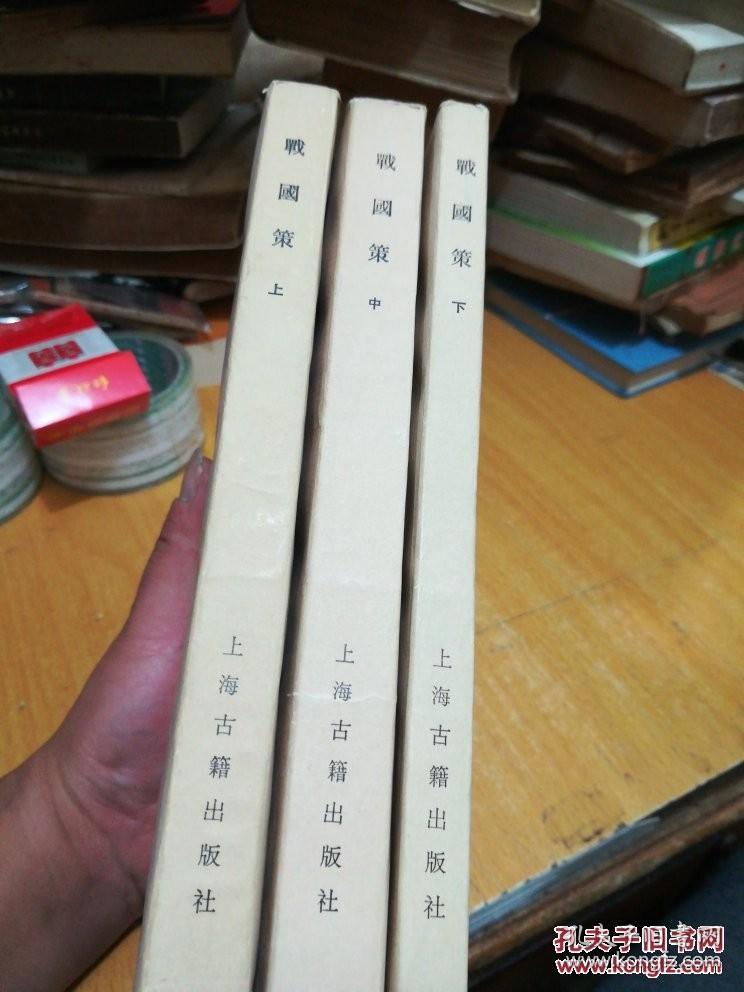 戰國策 上
上海古籍出版社
戰國策 中
上海古籍出版社
戰國策 下
上海古籍出版社
孔夫子旧书网
www.kongfz.com